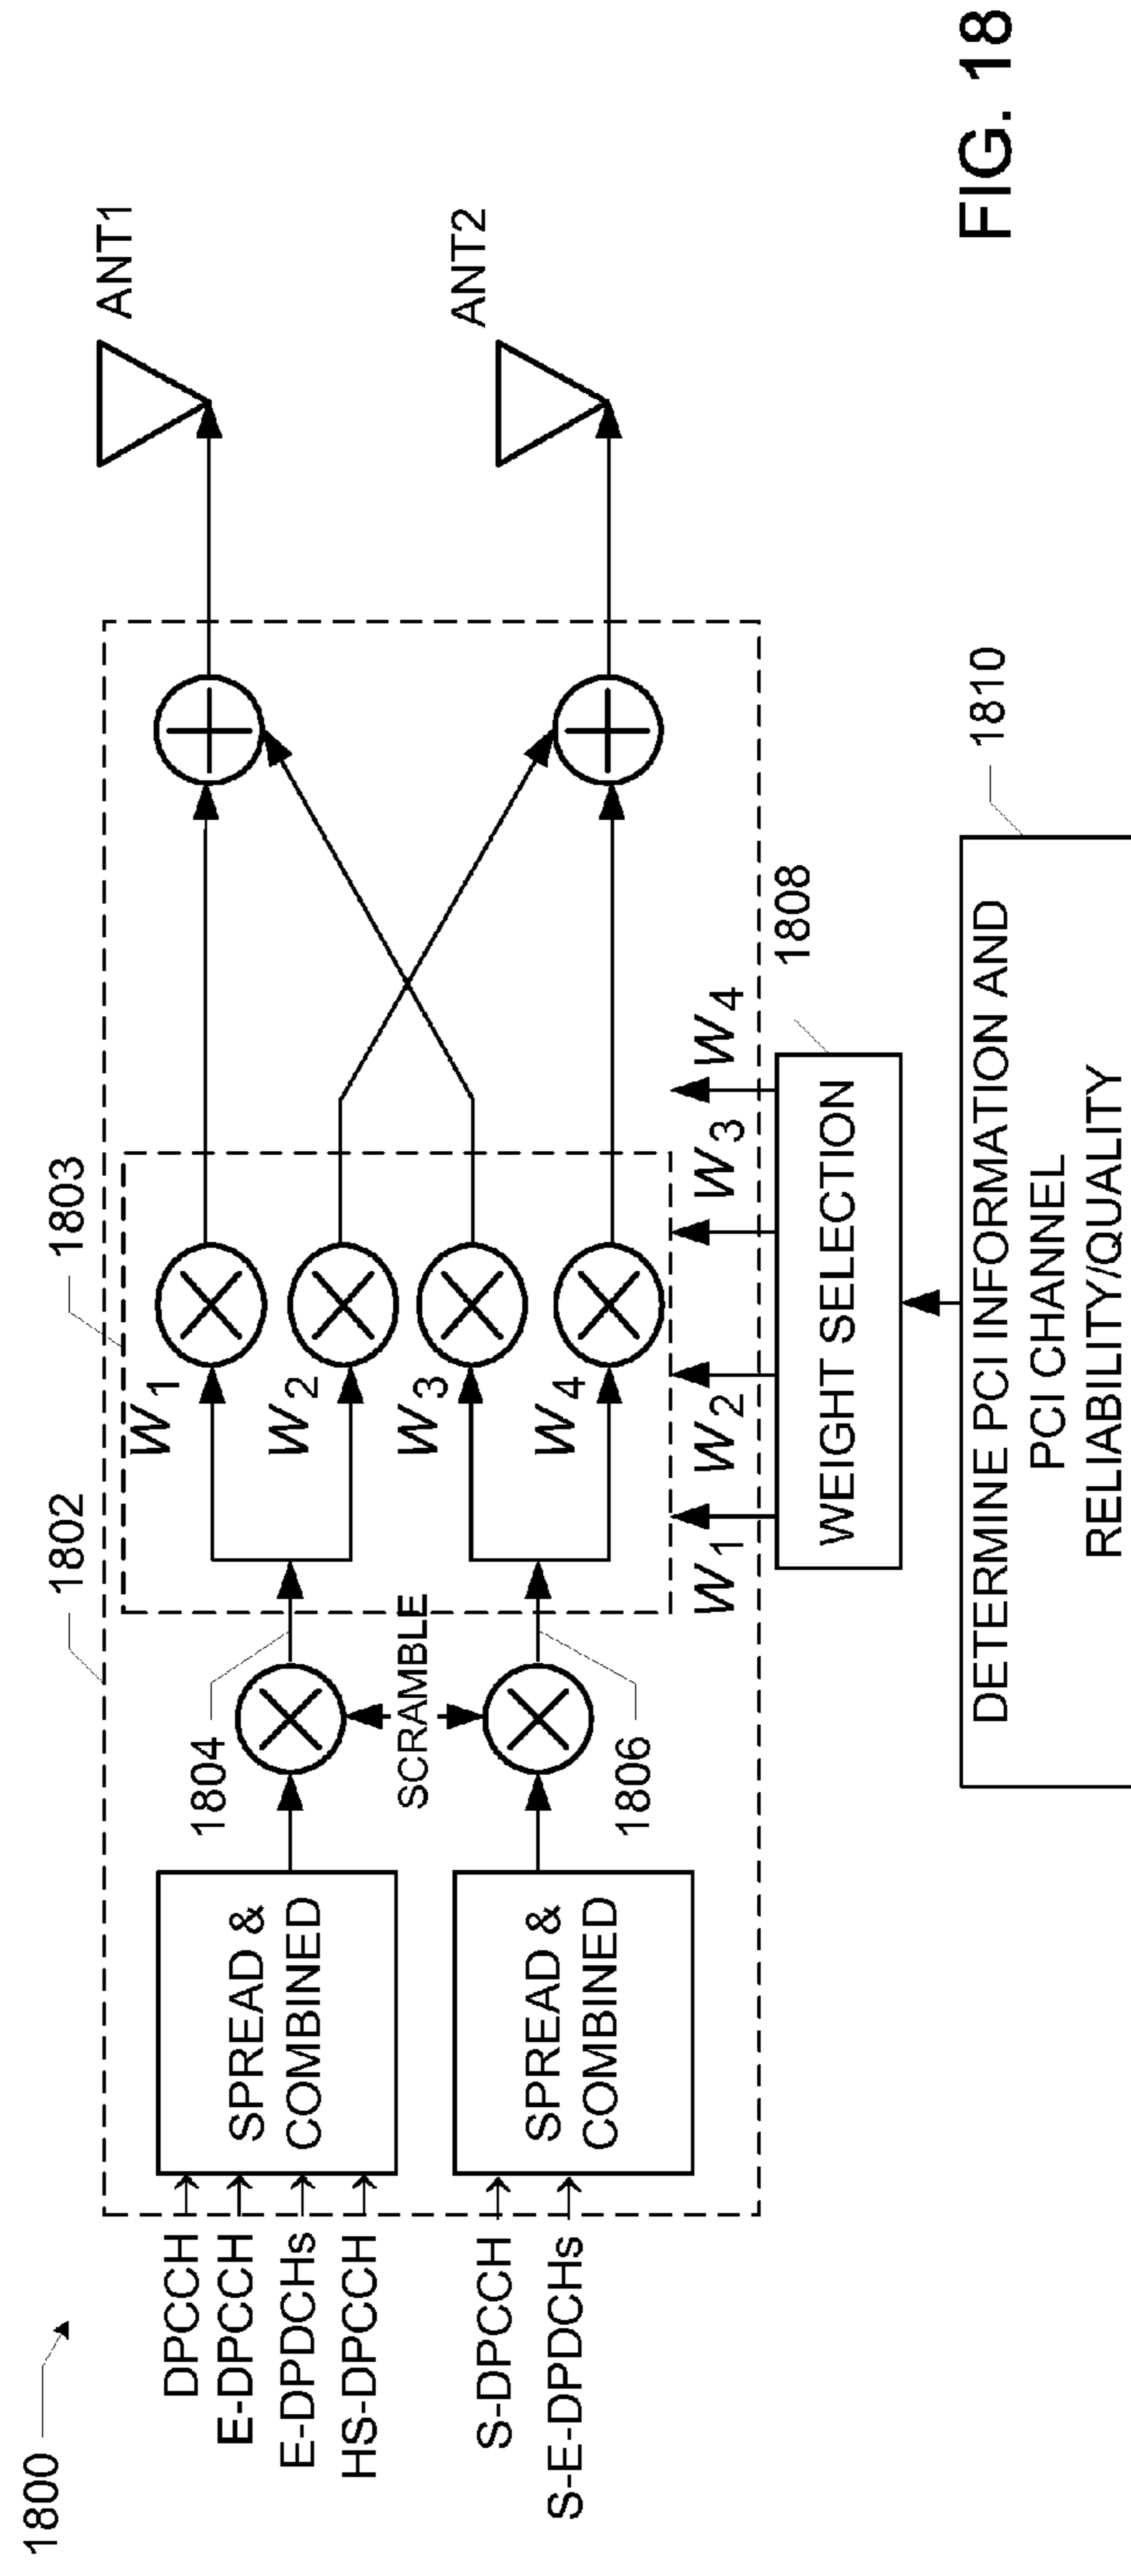 1800
1802
1803
DPCCH
E-DPCCH
E-DPDCHs
HS-DPCCH
SPREAD &
COMBINED
1804
SCRAMBLE
W1
W2
W3
W4
ANT1
S-DPCCH
S-E-DPDCHs
SPREAD &
COMBINED
1806
ANT2
W1
W2
W3
W4
1808
WEIGHT SELECTION
1810
DETERMINE PCI INFORMATION AND
PCI CHANNEL
RELIABILITY/QUALITY
FIG. 18